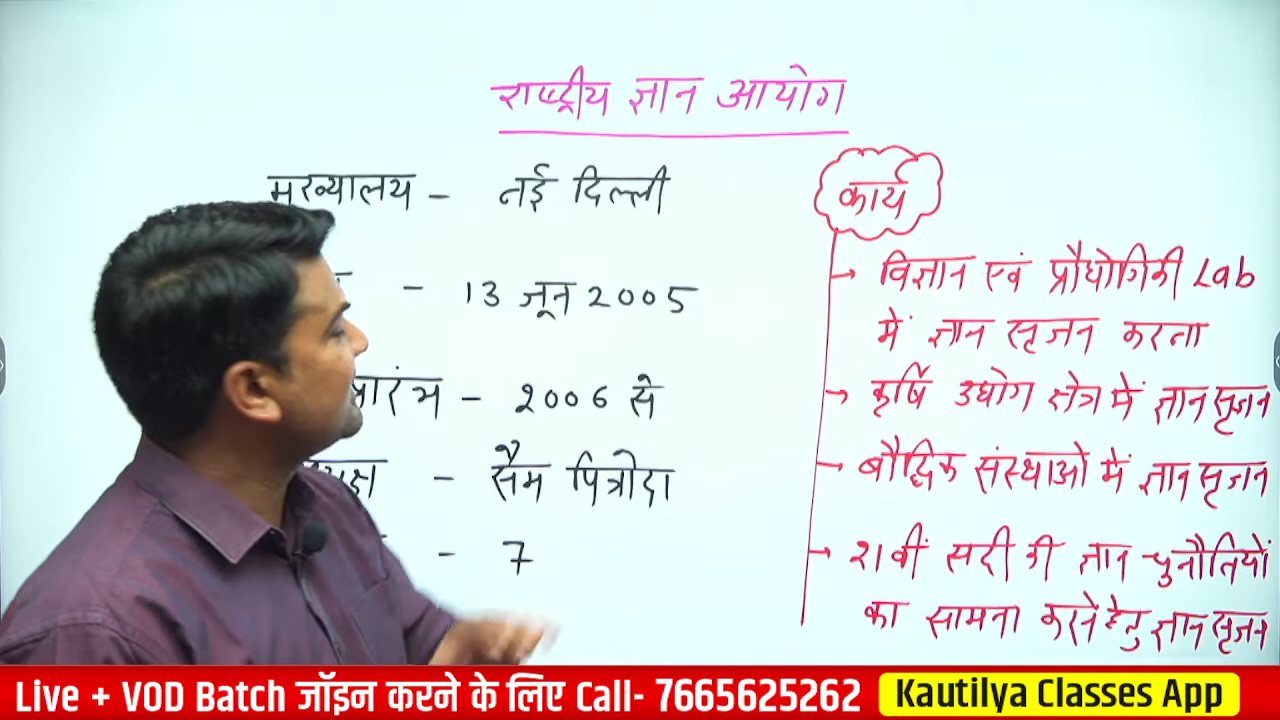 राष्ट्रीय ज्ञान आयोग
मुख्यालय - नई दिल्ली
- 13 जून 2005
प्रारंभ - 2006 से
- सैम पित्रोदा
- 7
कार्य
→ विज्ञान एवं प्रौद्योगिकी Lab
में ज्ञान सृजन करना
→ कृर्षि उद्योग क्षेत्र में ज्ञान सृजन
→ बौद्धिक संस्थाओं में ज्ञान सृजन
→ 21वीं सदी की ज्ञान चुनौतियों
का सामना करने हेतु ज्ञान सृजन
Live + VOD Batch जॉइन करने के लिए Call- 7665625262 Kautilya Classes App